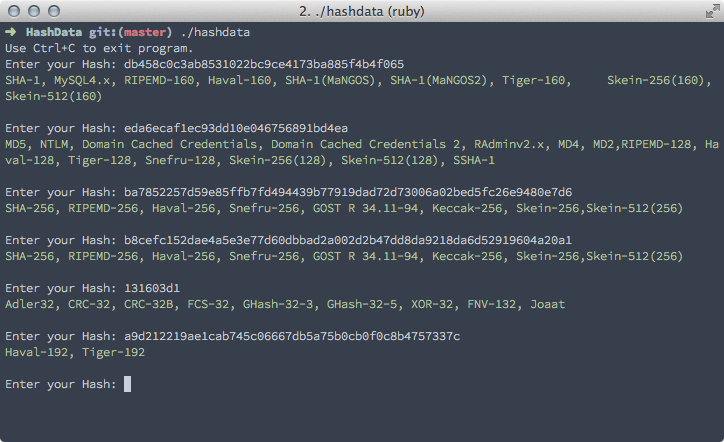 2. ./hashdata (ruby)
➜ HashData git:(master) ./hashdata
Use Ctrl+C to exit program.
Enter your Hash: db458c0c3ab8531022bc9ce4173ba885f4b4f065
SHA-1, MySQL4.x, RIPEMD-160, Haval-160, SHA-1(MaNGOS), SHA-1(MaNGOS2), Tiger-160,     Skein-256(160),
Skein-512(160)
Enter your Hash: eda6ecaf1ec93dd10e046756891bd4ea
MD5, NTLM, Domain Cached Credentials, Domain Cached Credentials 2, RAdminv2.x, MD4, MD2,RIPEMD-128, Ha
val-128, Tiger-128, Snefru-128, Skein-256(128), Skein-512(128), SSHA-1
Enter your Hash: ba7852257d59e85ffb7fd494439b77919dad72d73006a02bed5fc26e9480e7d6
SHA-256, RIPEMD-256, Haval-256, Snefru-256, GOST R 34.11-94, Keccak-256, Skein-256,Skein-512(256)
Enter your Hash: b8cefc152dae4a5e3e77d60dbbad2a002d2b47dd8da9218da6d52919604a20a1
SHA-256, RIPEMD-256, Haval-256, Snefru-256, GOST R 34.11-94, Keccak-256, Skein-256,Skein-512(256)
Enter your Hash: 131603d1
Adler32, CRC-32, CRC-32B, FCS-32, GHash-32-3, GHash-32-5, XOR-32, FNV-132, Joaat
Enter your Hash: a9d212219ae1cab745c06667db5a75b0cb0f0c8b4757337c
Haval-192, Tiger-192
Enter your Hash: